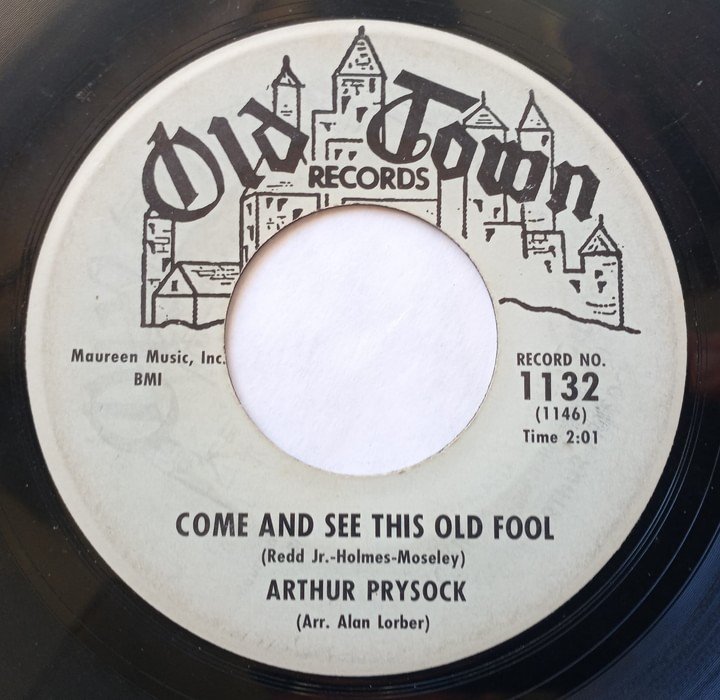 Old Town
RECORDS
Maureen Music, Inc.
BMI
RECORD NO.
1132
(1146)
Time 2:01
COME AND SEE THIS OLD FOOL
(Redd Jr.-Holmes-Moseley)
ARTHUR PRYSOCK
(Arr. Alan Lorber)